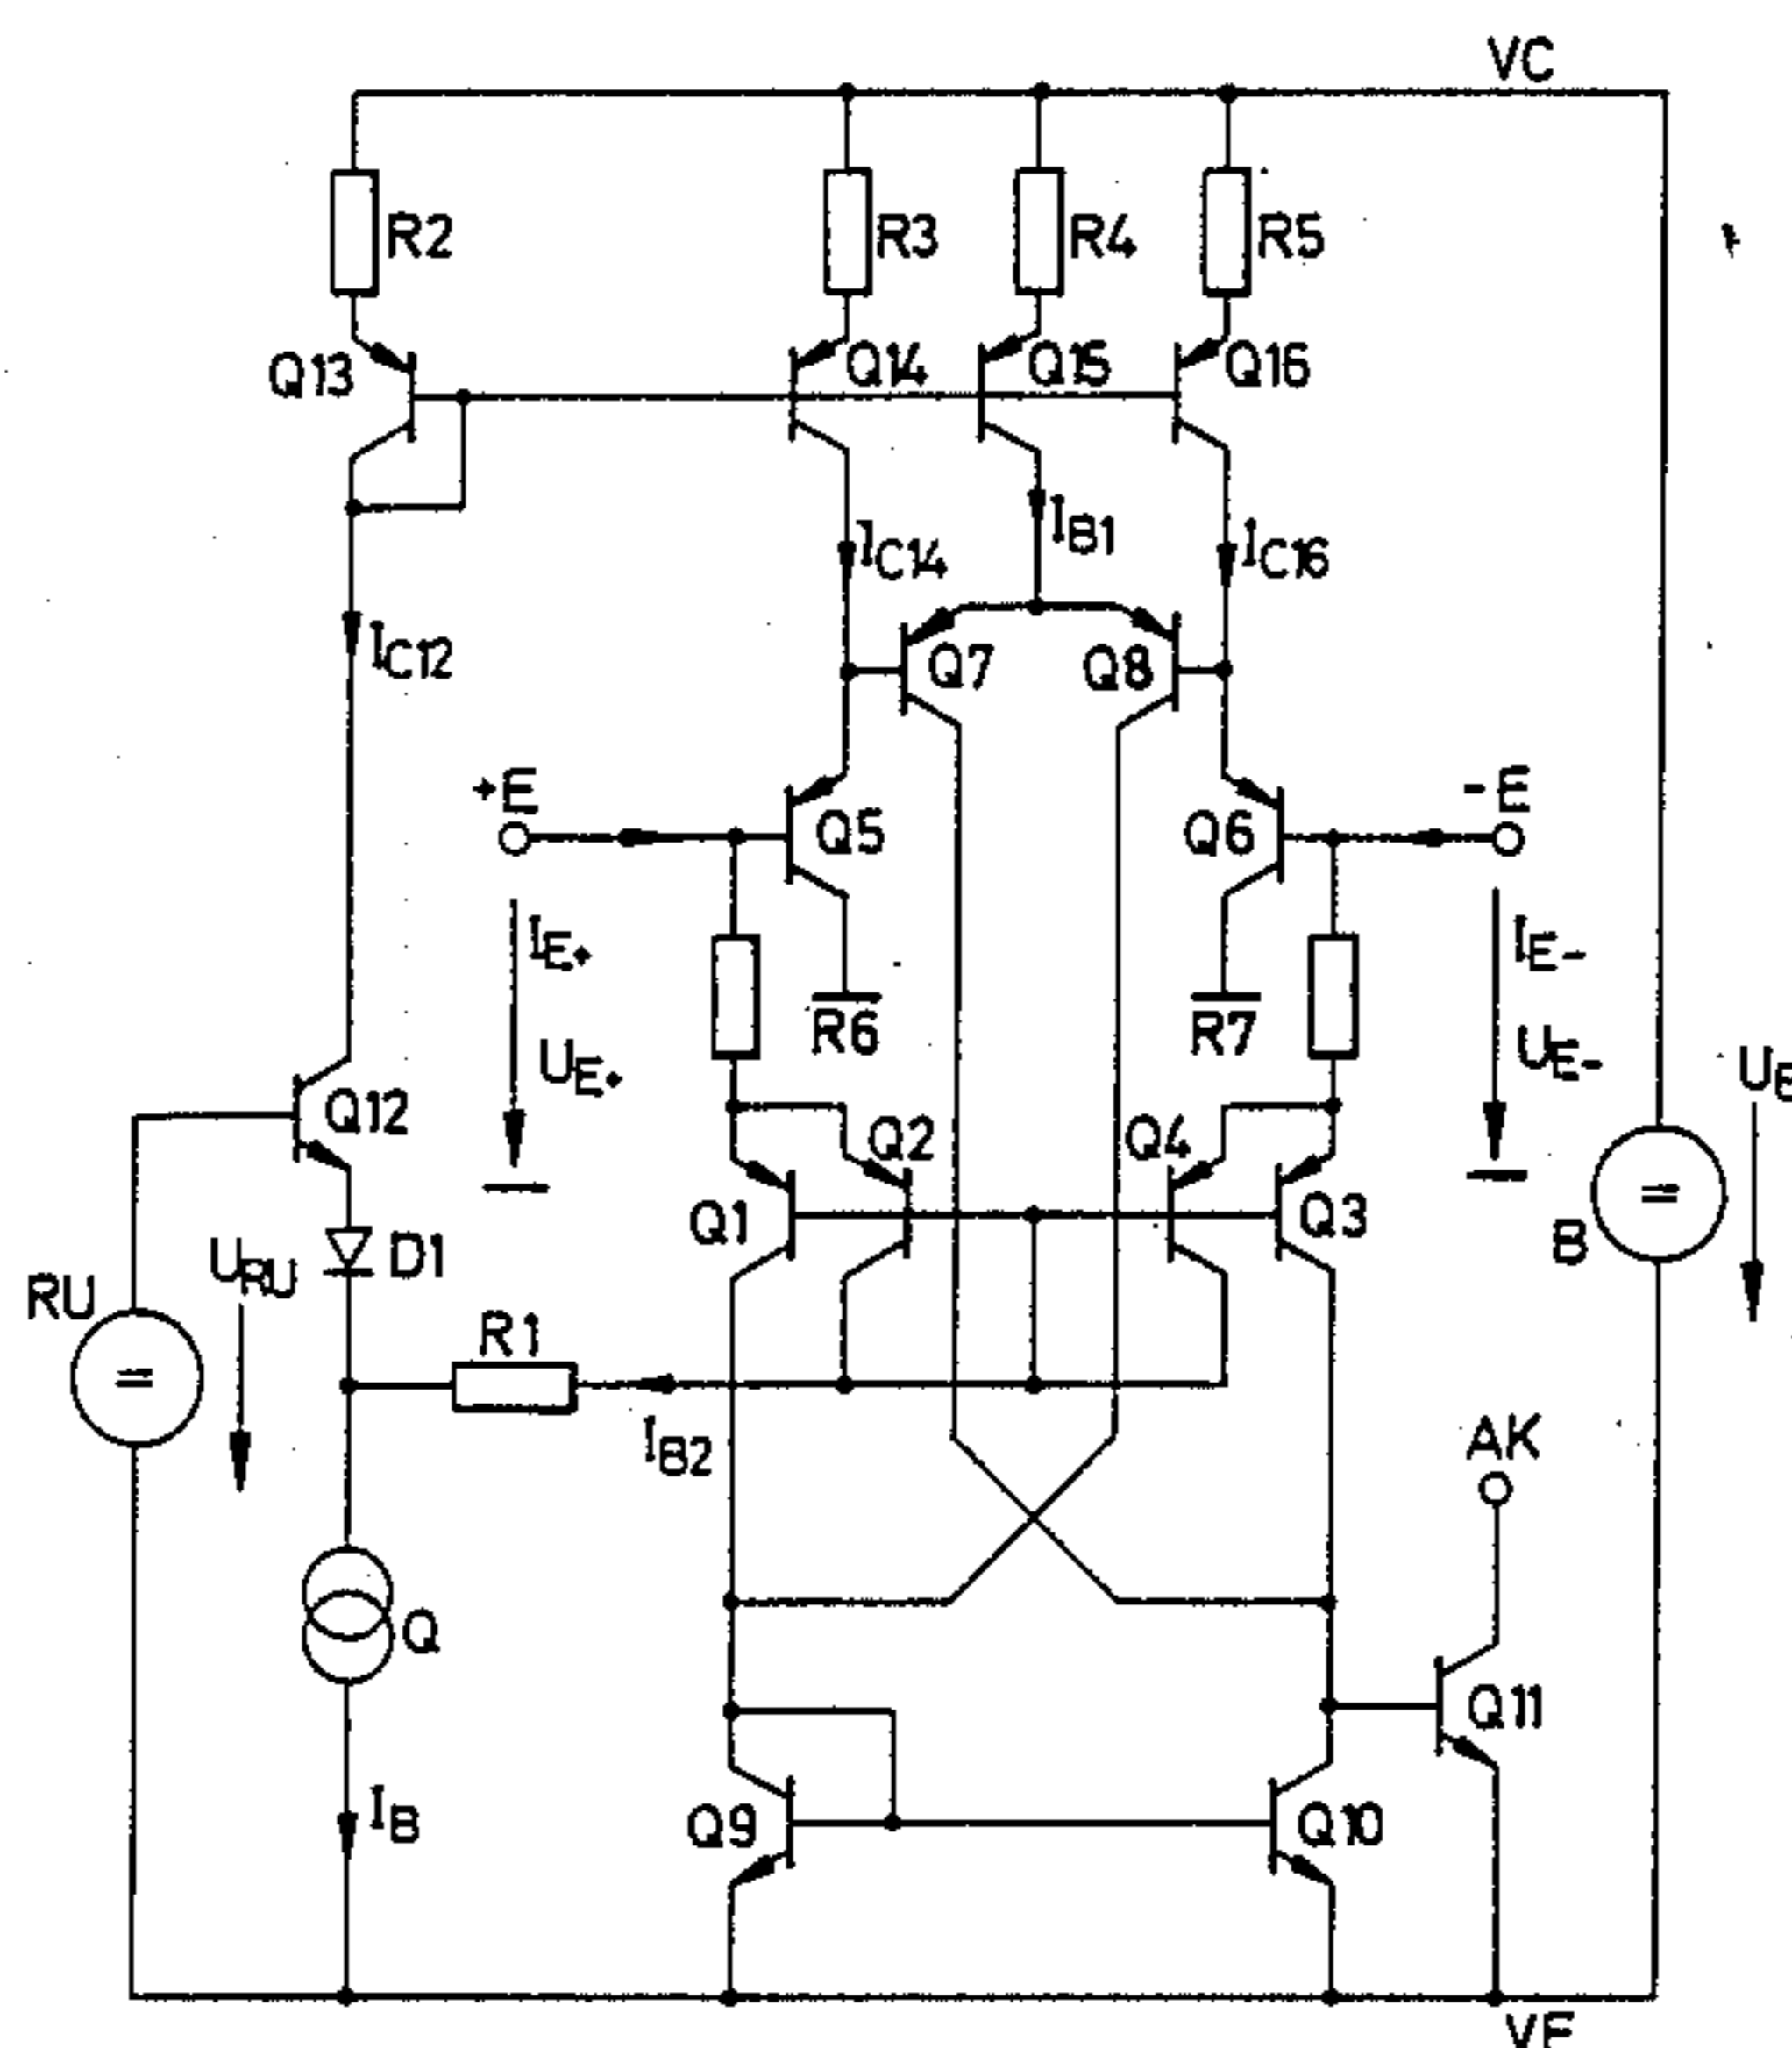 VC
R2
R3
R4
R5
Q13
Q14
Q15
Q16
IB1
IC14
IC16
IC12
Q7
Q8
+E
-E
Q5
Q6
IE+
IE-
R6
R7
UE+
UE-
Q12
Q2
Q4
Q1
Q3
B
D1
URU
RU
R1
IB2
AK
Q
Q11
IB
Q9
Q10